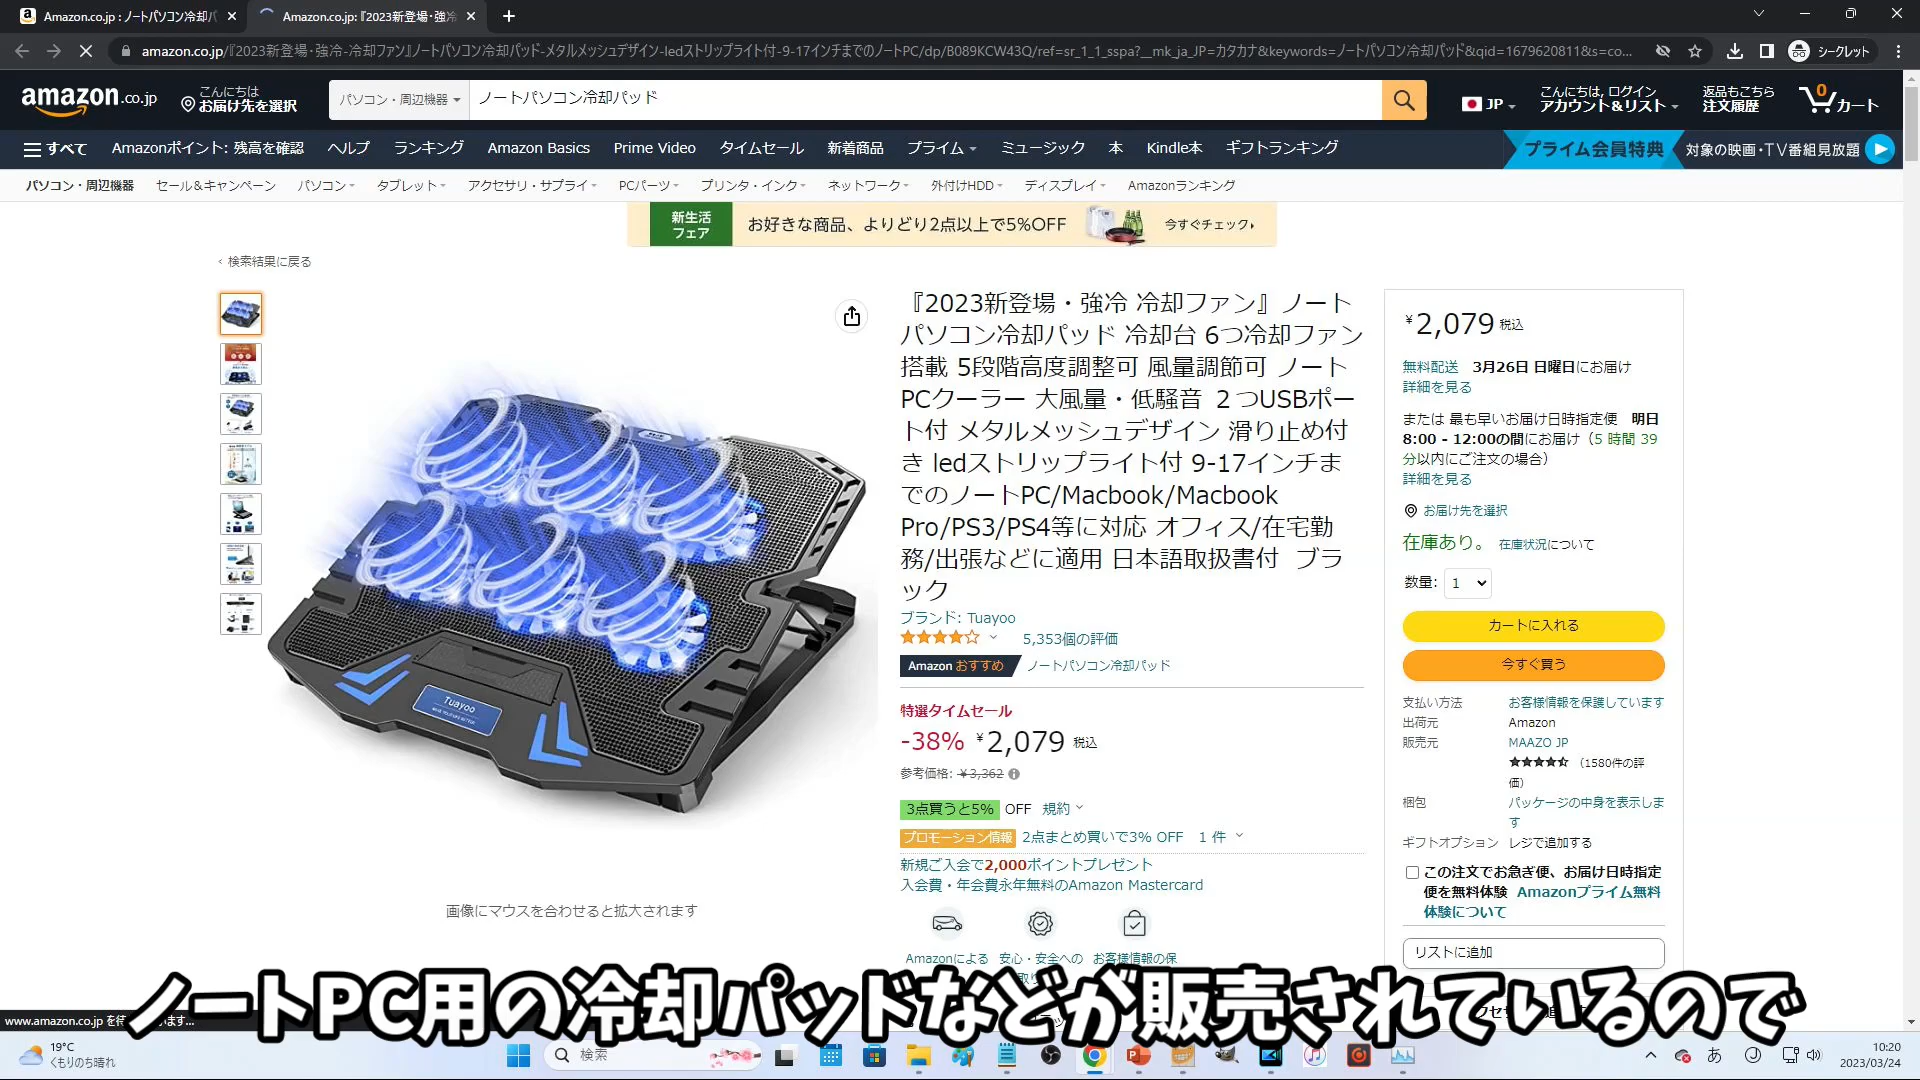 Amazon.co.jp : ノートパソコン冷却パ
Amazon.co.jp: 『2023新登場・強冷
amazon.co.jp/『2023新登場・強冷-冷却ファン』ノートパソコン冷却パッド-メタルメッシュデザイン-ledストリップライト付-9-17インチまでのノートPC/dp/B089KCW43Q/ref=sr_1_1_sspa?__mk_ja_JP=カタカナ&keywords=ノートパソコン冷却パッド&qid=1679620811&s=co...
シークレット
amazon.co.jp
こんにちは
お届け先を選択
パソコン・周辺機器
ノートパソコン冷却パッド
JP
こんにちは, ログイン
アカウント&リスト
返品もこちら
注文履歴
0
カート
すべて
Amazonポイント: 残高を確認
ヘルプ
ランキング
Amazon Basics
Prime Video
タイムセール
新着商品
プライム
ミュージック
本
Kindle本
ギフトランキング
プライム会員特典
対象の映画・TV番組見放題
パソコン・周辺機器
セール&キャンペーン
パソコン
タブレット
アクセサリ・サプライ
PCパーツ
プリンタ・インク
ネットワーク
外付けHDD
ディスプレイ
Amazonランキング
新生活
フェア
お好きな商品、よりどり2点以上で5%OFF
今すぐチェック
‹ 検索結果に戻る
Tuayoo
画像にマウスを合わせると拡大されます
『2023新登場・強冷 冷却ファン』ノート
パソコン冷却パッド 冷却台 6つ冷却ファン
搭載 5段階高度調整可 風量調節可 ノート
PCクーラー 大風量・低騒音 ２つUSBポー
ト付 メタルメッシュデザイン 滑り止め付
き ledストリップライト付 9-17インチま
でのノートPC/Macbook/Macbook
Pro/PS3/PS4等に対応 オフィス/在宅勤
務/出張などに適用 日本語取扱書付 ブラ
ック
ブランド: Tuayoo
5,353個の評価
Amazon おすすめ
ノートパソコン冷却パッド
特選タイムセール
-38% ¥2,079 税込
参考価格: ¥3,362
3点買うと5% OFF 規約
プロモーション情報 2点まとめ買いで3% OFF 1 件
新規ご入会で2,000ポイントプレゼント
入会費・年会費永年無料のAmazon Mastercard
Amazonによる
安心・安全への
お客様情報の保
¥2,079 税込
無料配送 3月26日 日曜日にお届け
詳細を見る
または 最も早いお届け日時指定便 明日
8:00 - 12:00の間にお届け（5 時間 39
分以内にご注文の場合）
詳細を見る
お届け先を選択
在庫あり。 在庫状況について
数量: 1
カートに入れる
今すぐ買う
支払い方法 お客様情報を保護しています
出荷元 Amazon
販売元 MAAZO JP
（1580件の評
価）
梱包 パッケージの中身を表示しま
す
ギフトオプション レジで追加する
この注文でお急ぎ便、お届け日時指定
便を無料体験 Amazonプライム無料
体験について
リストに追加
ノートPC用の冷却パッドなどが販売されているので
www.amazon.co.jp を待
ます...
19°C
くもりのち晴れ
検索
あ
10:20
2023/03/24